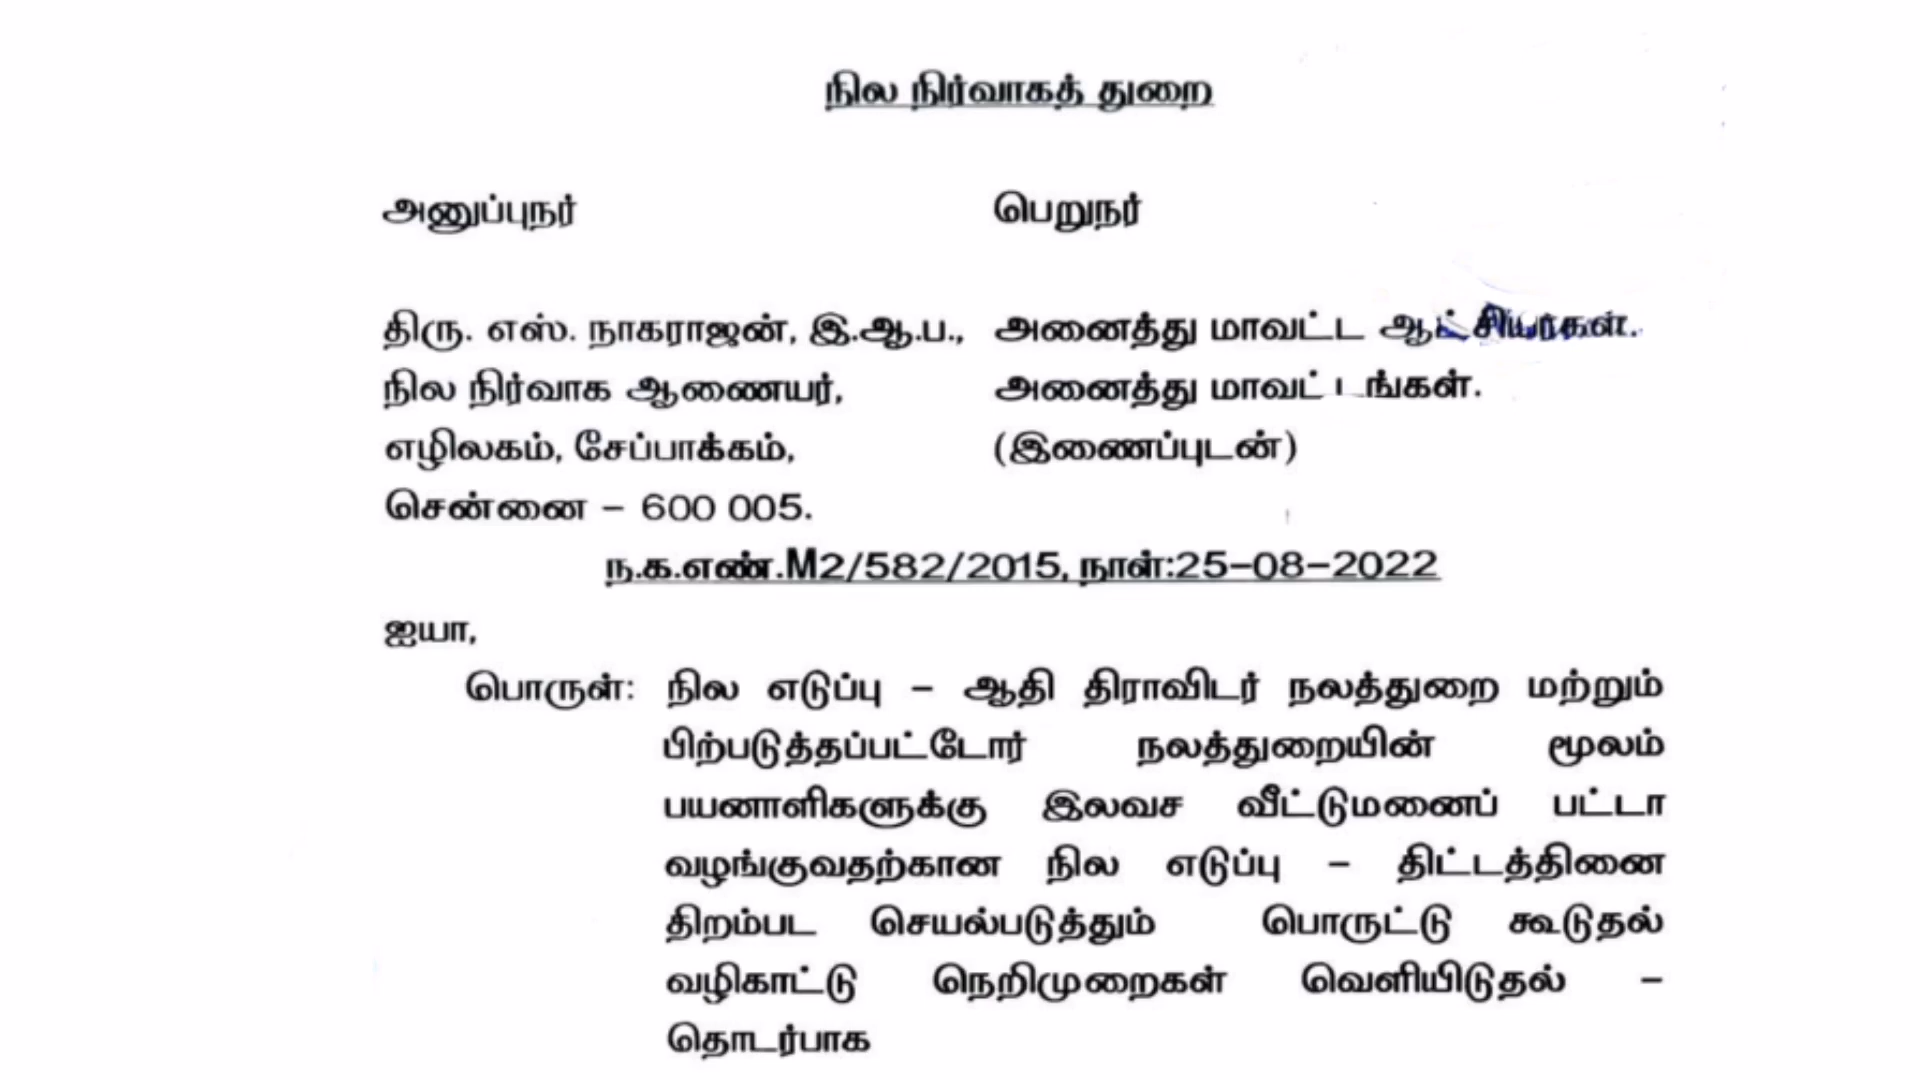 நில நிர்வாகத் துறை
அனுப்புநர்
பெறுநர்
திரு. எஸ். நாகராஜன், இ.ஆ.ப.,
நில நிர்வாக ஆணையர்,
எழிலகம், சேப்பாக்கம்,
சென்னை – 600 005.
அனைத்து மாவட்ட ஆட்சியர்கள்.
அனைத்து மாவட்டங்கள்.
(இணைப்புடன்)
ந.க.எண்.M2/582/2015, நாள்:25-08-2022
ஐயா,
பொருள்: நில எடுப்பு – ஆதி திராவிடர் நலத்துறை மற்றும்
பிற்படுத்தப்பட்டோர் நலத்துறையின் மூலம்
பயனாளிகளுக்கு இலவச வீட்டுமனைப் பட்டா
வழங்குவதற்கான நில எடுப்பு – திட்டத்தினை
திறம்பட செயல்படுத்தும் பொருட்டு கூடுதல்
வழிகாட்டு நெறிமுறைகள் வெளியிடுதல் –
தொடர்பாக